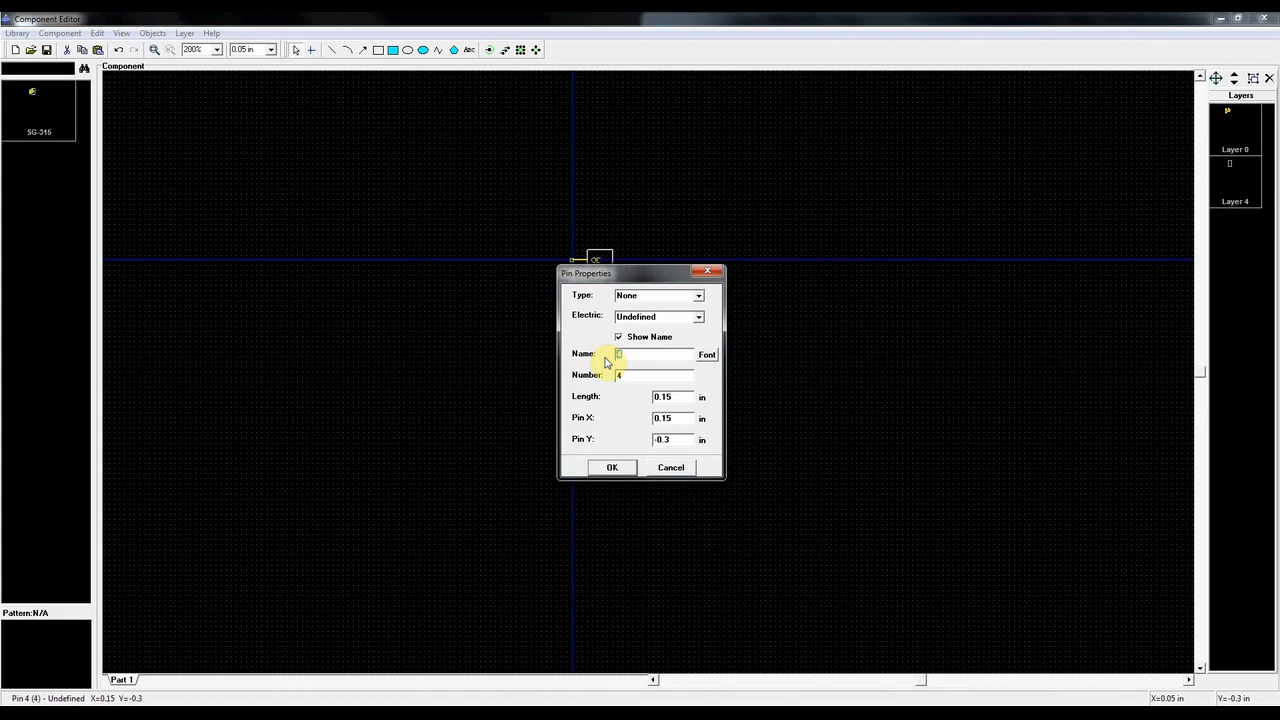 Component Editor
Library Component Edit View Objects Layer Help
200% 0.05 in Abc
Component
SG-315
Layers
Layer 0
Layer 4
OE
Pin Properties
Type: None
Electric: Undefined
Show Name
Name: 4 Font
Number: 4
Length: 0.15 in
Pin X: 0.15 in
Pin Y: -0.3 in
OK Cancel
Pattern:N/A
Part 1
Pin 4 (4) - Undefined X=0.15 Y=-0.3 X=0.05 in Y=-0.3 in